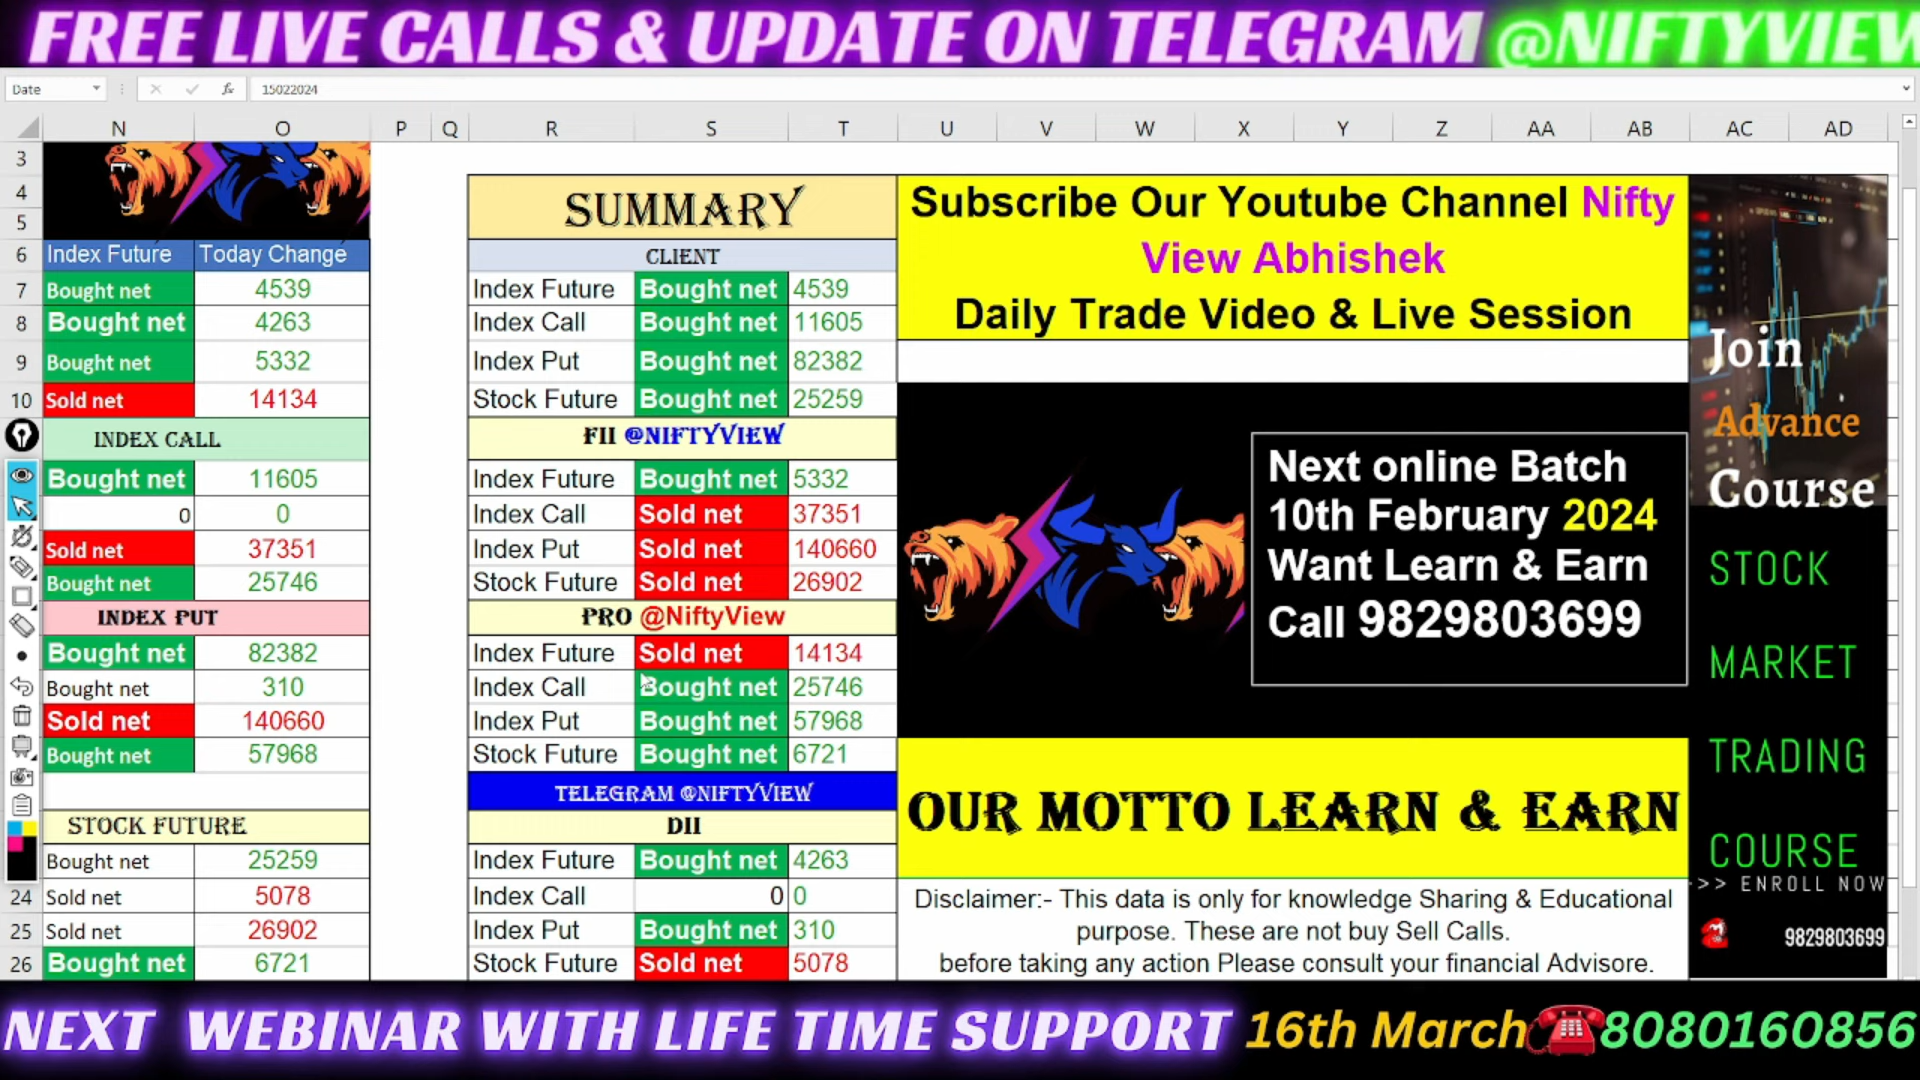 FREE LIVE CALLS & UPDATE ON TELEGRAM @NIFTYVIEW
Date fx 15022024
N O P Q R S T U V W X Y Z AA AB AC AD
3
4
5
6
7
8
9
10
24
25
26
Index Future Today Change
Bought net 4539
Bought net 4263
Bought net 5332
Sold net 14134
INDEX CALL
Bought net 11605
0 0
Sold net 37351
Bought net 25746
INDEX PUT
Bought net 82382
Bought net 310
Sold net 140660
Bought net 57968
STOCK FUTURE
Bought net 25259
Sold net 5078
Sold net 26902
Bought net 6721
SUMMARY
CLIENT
Index Future Bought net 4539
Index Call Bought net 11605
Index Put Bought net 82382
Stock Future Bought net 25259
FII @NIFTYVIEW
Index Future Bought net 5332
Index Call Sold net 37351
Index Put Sold net 140660
Stock Future Sold net 26902
PRO @NiftyView
Index Future Sold net 14134
Index Call Bought net 25746
Index Put Bought net 57968
Stock Future Bought net 6721
TELEGRAM @NIFTYVIEW
DII
Index Future Bought net 4263
Index Call 0 0
Index Put Bought net 310
Stock Future Sold net 5078
Subscribe Our Youtube Channel Nifty
View Abhishek
Daily Trade Video & Live Session
Next online Batch
10th February 2024
Want Learn & Earn
Call 9829803699
OUR MOTTO LEARN & EARN
Disclaimer:- This data is only for knowledge Sharing & Educational
purpose. These are not buy Sell Calls.
before taking any action Please consult your financial Advisore.
Join
Advance
Course
STOCK
MARKET
TRADING
COURSE
>> ENROLL NOW
9829803699
NEXT WEBINAR WITH LIFE TIME SUPPORT 16th March 8080160856